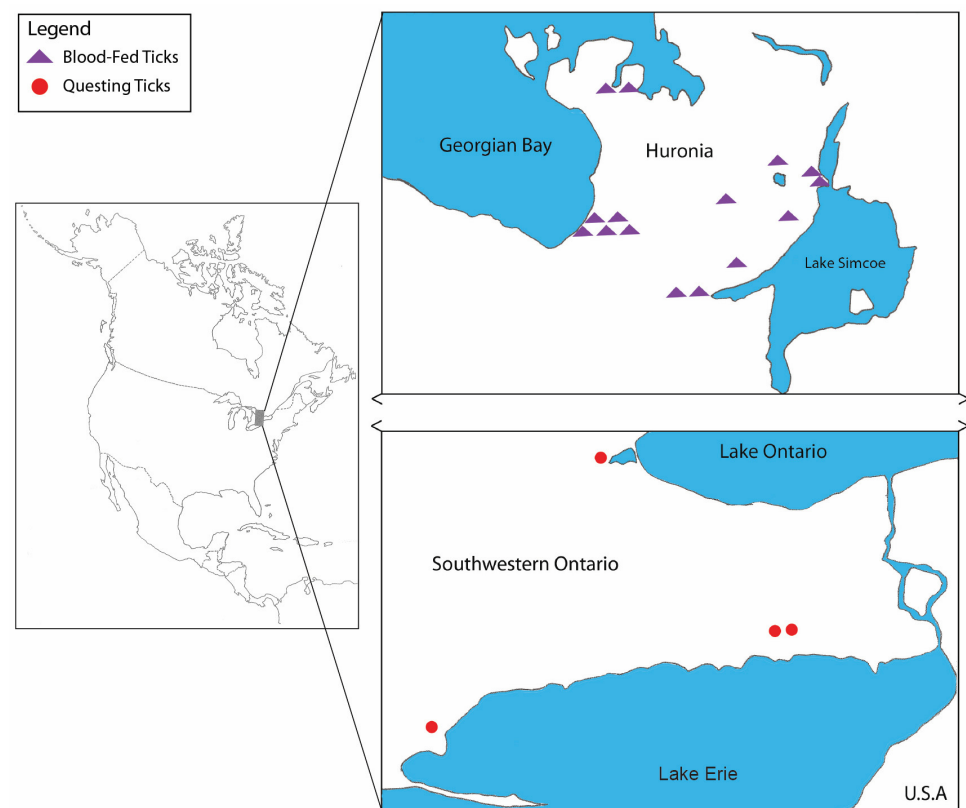 Legend
Blood-Fed Ticks
Questing Ticks
Georgian Bay
Huronia
Lake Simcoe
Lake Ontario
Southwestern Ontario
Lake Erie
U.S.A